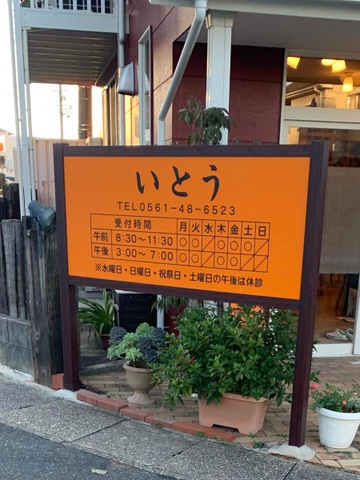 いとう
TEL0561-48-6523
受付時間 月火水木金土日
午前 8:30～11:30 ○○／○○○／
午後 3:00～7:00 ○○／○○／／
※水曜日・日曜日・祝祭日・土曜日の午後は休診